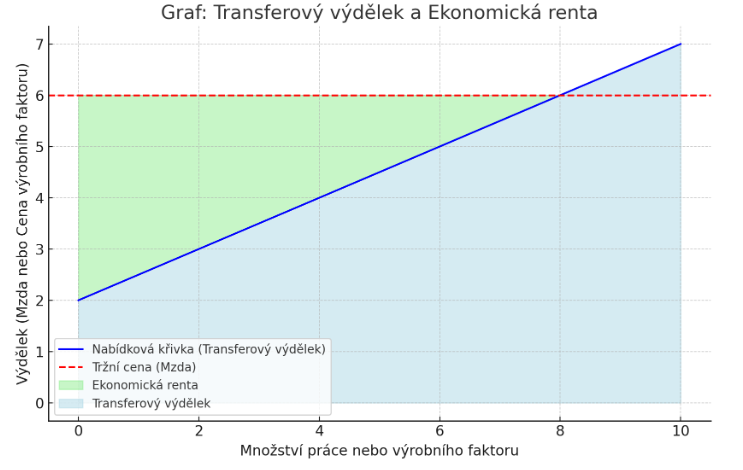 Graf: Transferový výdělek a Ekonomická renta
Výdělek (Mzda nebo Cena výrobního faktoru)
7
6
5
4
3
2
1
0
Nabídková křivka (Transferový výdělek)
Tržní cena (Mzda)
Ekonomická renta
Transferový výdělek
0 2 4 6 8 10
Množství práce nebo výrobního faktoru